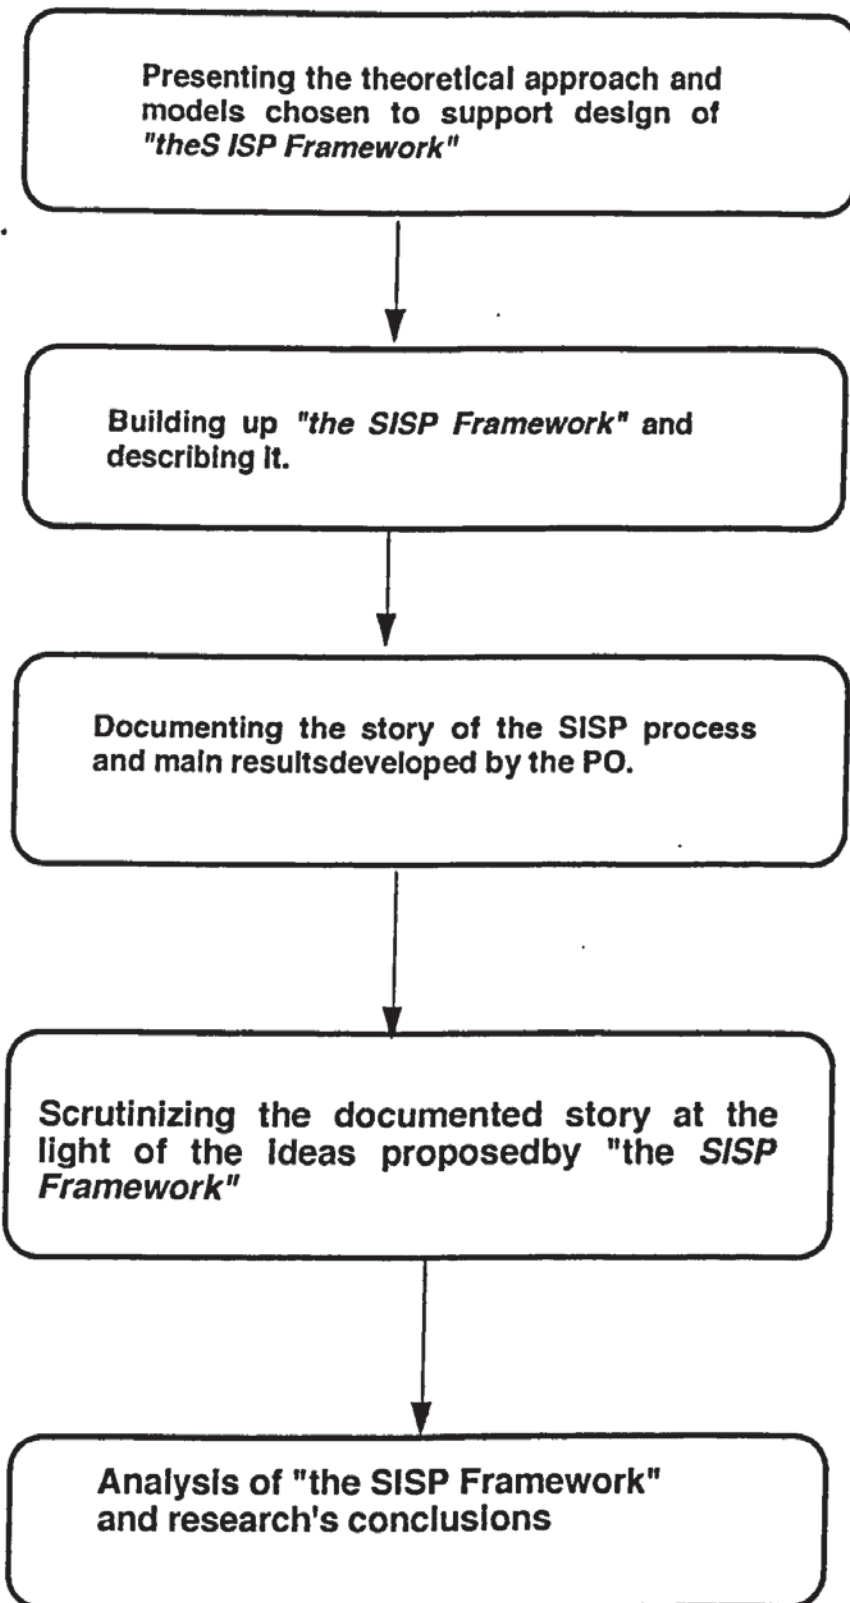 Presenting the theoretical approach and
models chosen to support design of
"theS ISP Framework"
Building up "the SISP Framework" and
describing it.
Documenting the story of the SISP process
and main resultsdeveloped by the PO.
Scrutinizing the documented story at the
light of the ideas proposedby "the SISP
Framework"
Analysis of "the SISP Framework"
and research's conclusions